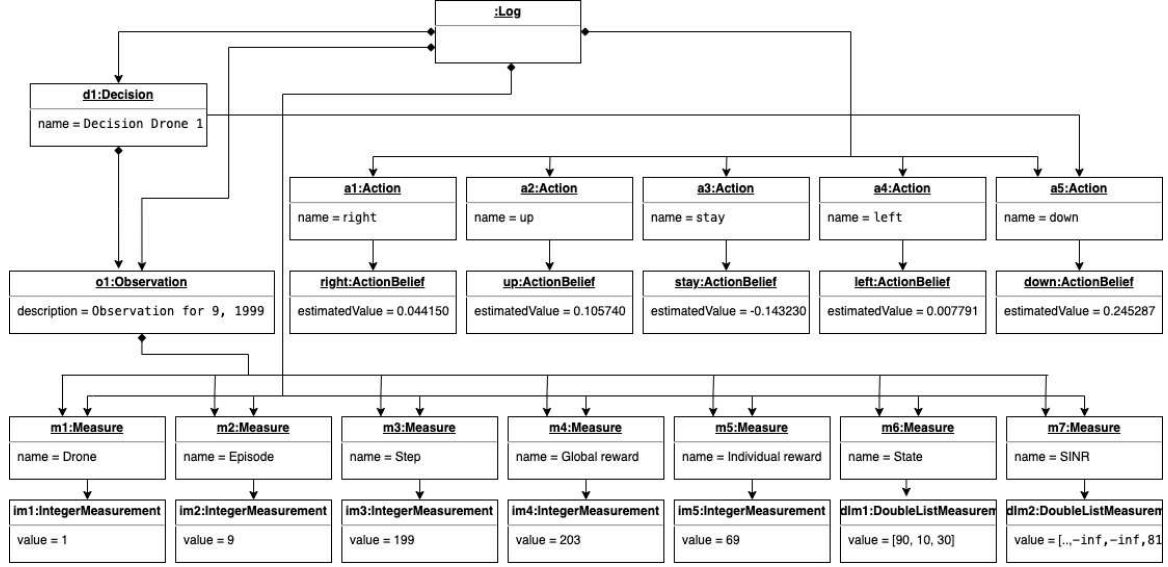 :Log
d1:Decision
name = Decision Drone 1
a1:Action
name = right
a2:Action
name = up
a3:Action
name = stay
a4:Action
name = left
a5:Action
name = down
o1:Observation
description = Observation for 9, 1999
right:ActionBelief
estimatedValue = 0.044150
up:ActionBelief
estimatedValue = 0.105740
stay:ActionBelief
estimatedValue = -0.143230
left:ActionBelief
estimatedValue = 0.007791
down:ActionBelief
estimatedValue = 0.245287
m1:Measure
name = Drone
m2:Measure
name = Episode
m3:Measure
name = Step
m4:Measure
name = Global reward
m5:Measure
name = Individual reward
m6:Measure
name = State
m7:Measure
name = SINR
im1:IntegerMeasurement
value = 1
im2:IntegerMeasurement
value = 9
im3:IntegerMeasurement
value = 199
im4:IntegerMeasurement
value = 203
im5:IntegerMeasurement
value = 69
dlm1:DoubleListMeasurem
value = [90, 10, 30]
dlm2:DoubleListMeasurem
value = [..,-inf,-inf,81